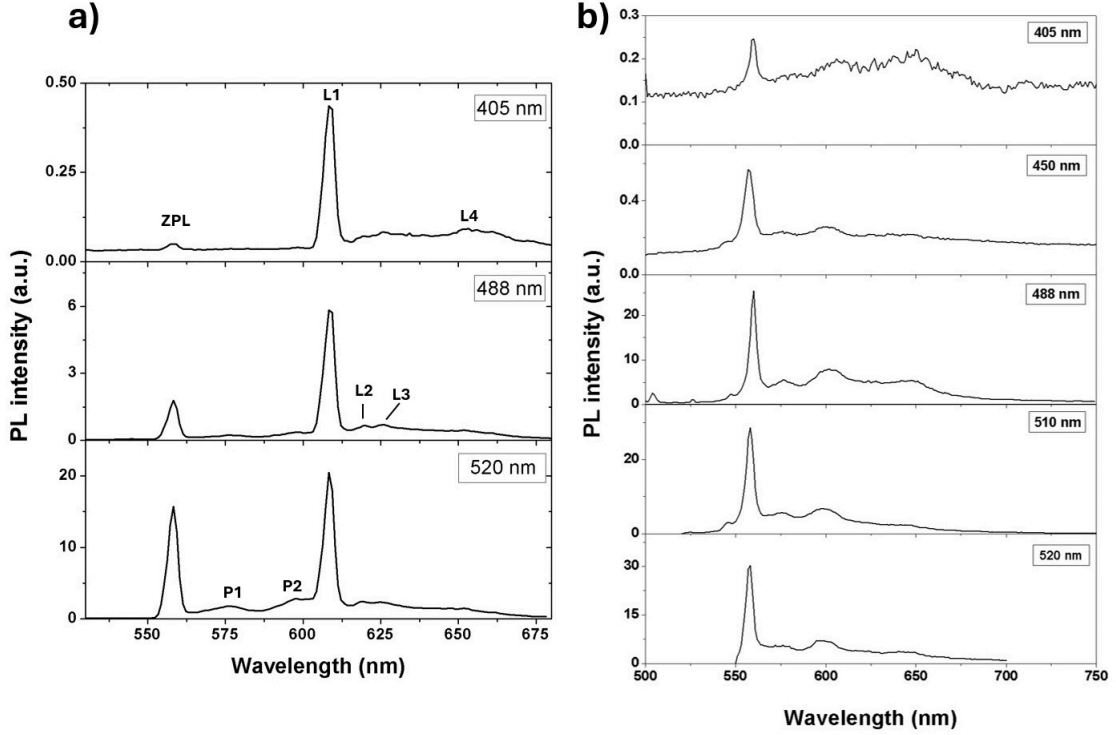 a)
0.50
L1
405 nm
0.25
ZPL
L4
0.00
488 nm
6
3
L2
L3
0
520 nm
20
10
P1
P2
0
550
575
600
625
650
675
Wavelength (nm)
PL intensity (a.u.)
b)
0.3
405 nm
0.2
0.1
0.0
450 nm
0.4
0.0
488 nm
20
10
0
510 nm
20
0
520 nm
30
15
0
500
550
600
650
700
750
Wavelength (nm)
PL intensity (a.u.)